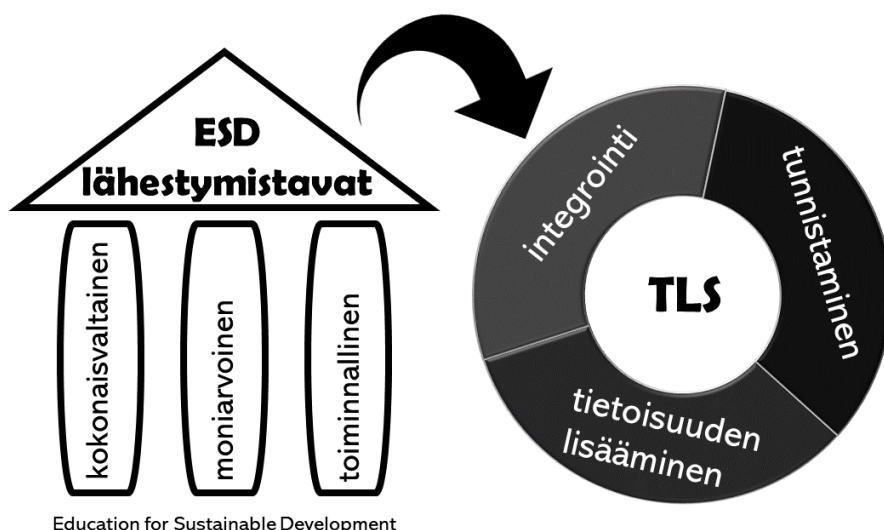 ESD
lähestymistavat
kokonaisvaltainen
moniarvoinen
toiminnallinen
Education for Sustainable Development
integrointi
tunnistaminen
TLS
tietoisuuden
lisääminen